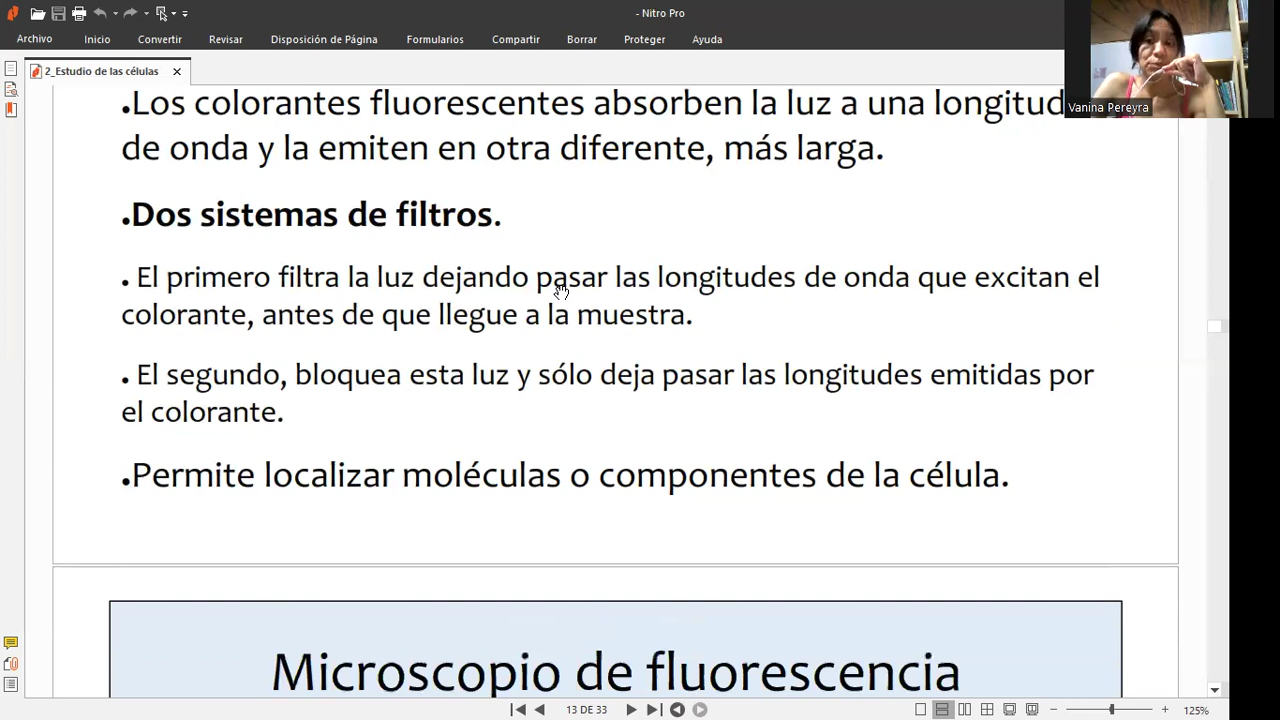 - Nitro Pro
Archivo Inicio Convertir Revisar Disposición de Página Formularios Compartir Borrar Proteger Ayuda
2_Estudio de las células
Vanina Pereyra
•Los colorantes fluorescentes absorben la luz a una longitud
de onda y la emiten en otra diferente, más larga.
•Dos sistemas de filtros.
• El primero filtra la luz dejando pasar las longitudes de onda que excitan el
colorante, antes de que llegue a la muestra.
• El segundo, bloquea esta luz y sólo deja pasar las longitudes emitidas por
el colorante.
•Permite localizar moléculas o componentes de la célula.
Microscopio de fluorescencia
13 DE 33
125%